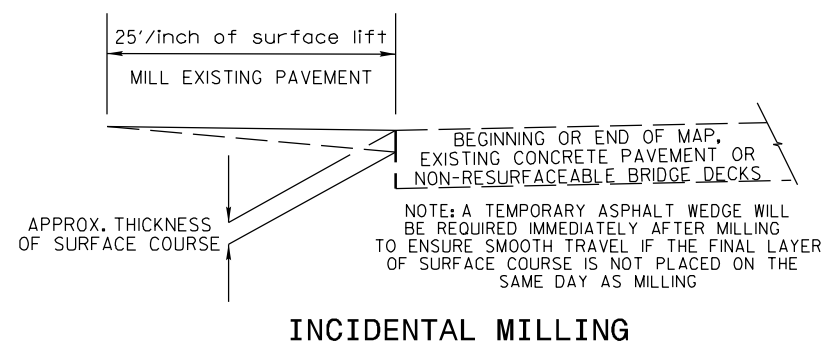 25'/inch of surface lift
MILL EXISTING PAVEMENT
BEGINNING OR END OF MAP,
EXISTING CONCRETE PAVEMENT OR
NON-RESURFACEABLE BRIDGE DECKS
APPROX. THICKNESS
OF SURFACE COURSE
NOTE: A TEMPORARY ASPHALT WEDGE WILL
BE REQUIRED IMMEDIATELY AFTER MILLING
TO ENSURE SMOOTH TRAVEL IF THE FINAL LAYER
OF SURFACE COURSE IS NOT PLACED ON THE
SAME DAY AS MILLING
INCIDENTAL MILLING